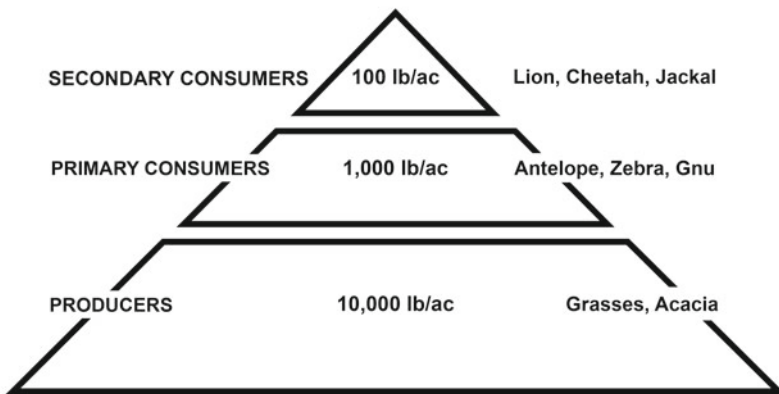 SECONDARY CONSUMERS 100 lb/ac Lion, Cheetah, Jackal
PRIMARY CONSUMERS 1,000 lb/ac Antelope, Zebra, Gnu
PRODUCERS 10,000 lb/ac Grasses, Acacia